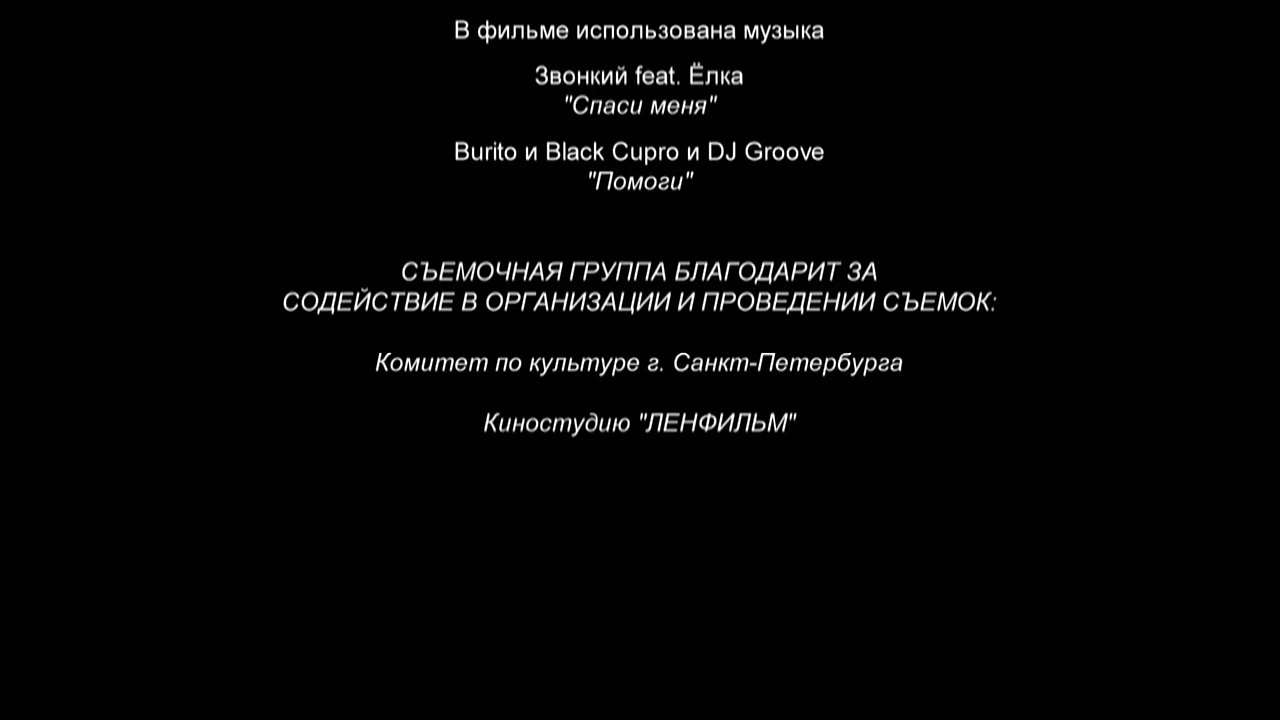 В фильме использована музыка
Звонкий feat. Ёлка
"Спаси меня"
Burito и Black Cupro и DJ Groove
"Помоги"
СЪЕМОЧНАЯ ГРУППА БЛАГОДАРИТ ЗА
СОДЕЙСТВИЕ В ОРГАНИЗАЦИИ И ПРОВЕДЕНИИ СЪЕМОК:
Комитет по культуре г. Санкт-Петербурга
Киностудию "ЛЕНФИЛЬМ"